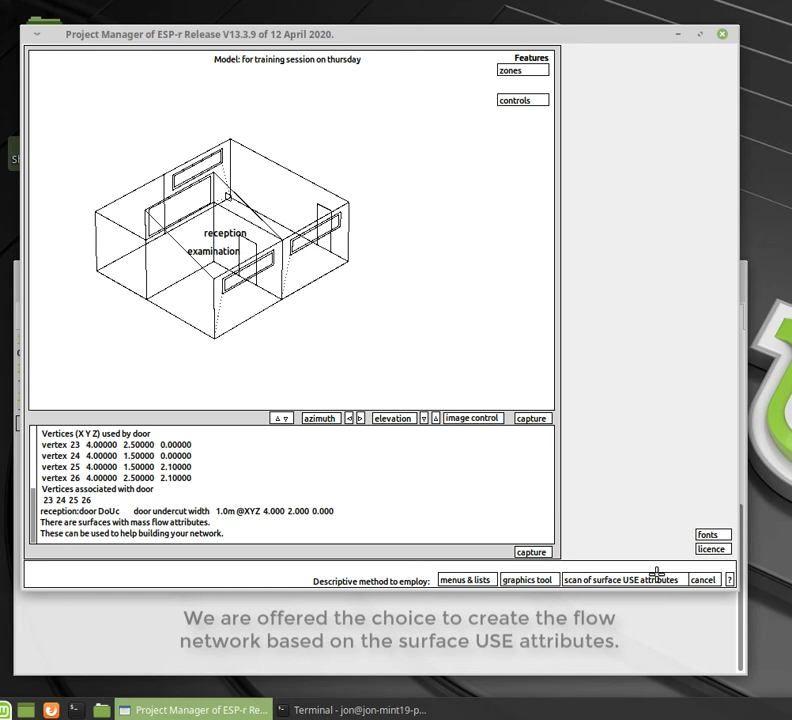 Project Manager of ESP-r Release V13.3.9 of 12 April 2020.
Model: for training session on thursday
Features
zones
controls
reception
examination
azimuth
elevation
image control
capture
Vertices (X Y Z) used by door
vertex 23 4.00000 2.50000 0.00000
vertex 24 4.00000 1.50000 0.00000
vertex 25 4.00000 1.50000 2.10000
vertex 26 4.00000 2.50000 2.10000
Vertices associated with door
23 24 25 26
reception:door DoUc door undercut width 1.0m @XYZ 4.000 2.000 0.000
There are surfaces with mass flow attributes.
These can be used to help building your network.
capture
fonts
licence
Descriptive method to employ: menus & lists graphics tool scan of surface USE attributes cancel ?
We are offered the choice to create the flow
network based on the surface USE attributes.
Project Manager of ESP-r Re...
Terminal - jon@jon-mint19-p...